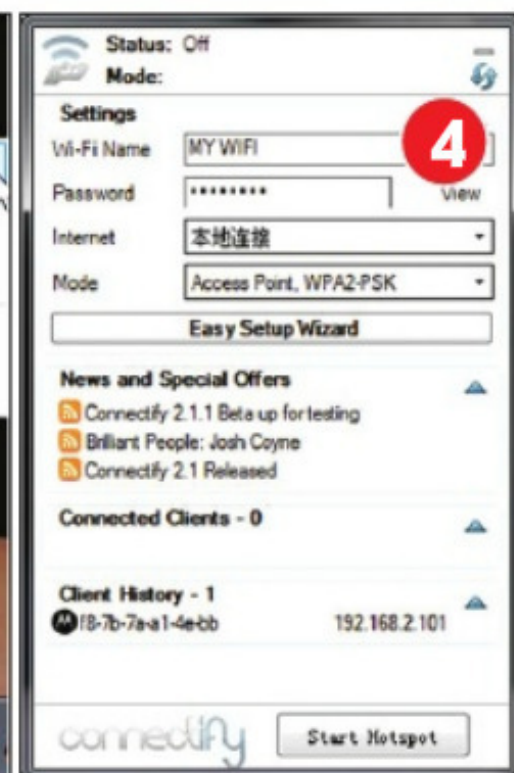 Status: Off
Mode:
4
Settings
Wi-Fi Name MY WIFI
Password ******** View
Internet 本地连接
Mode Access Point, WPA2-PSK
Easy Setup Wizard
News and Special Offers
Connectify 2.1.1 Beta up for testing
Brilliant People: Josh Coyne
Connectify 2.1 Released
Connected Clients - 0
Client History - 1
f8-7b-7a-a1-4e-bb 192.168.2.101
connectify Start Hotspot